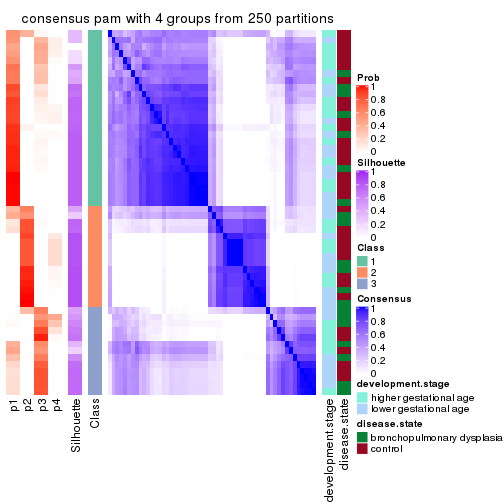 consensus pam with 4 groups from 250 partitions
Prob
1
0.8
0.6
0.4
0.2
0
Silhouette
1
0.8
0.6
0.4
0.2
0
Class
1
2
3
Consensus
1
0.8
0.6
0.4
0.2
0
development.stage
higher gestational age
lower gestational age
disease.state
bronchopulmonary dysplasia
control
p1
p2
p3
p4
Silhouette
Class
development.stage
disease.state